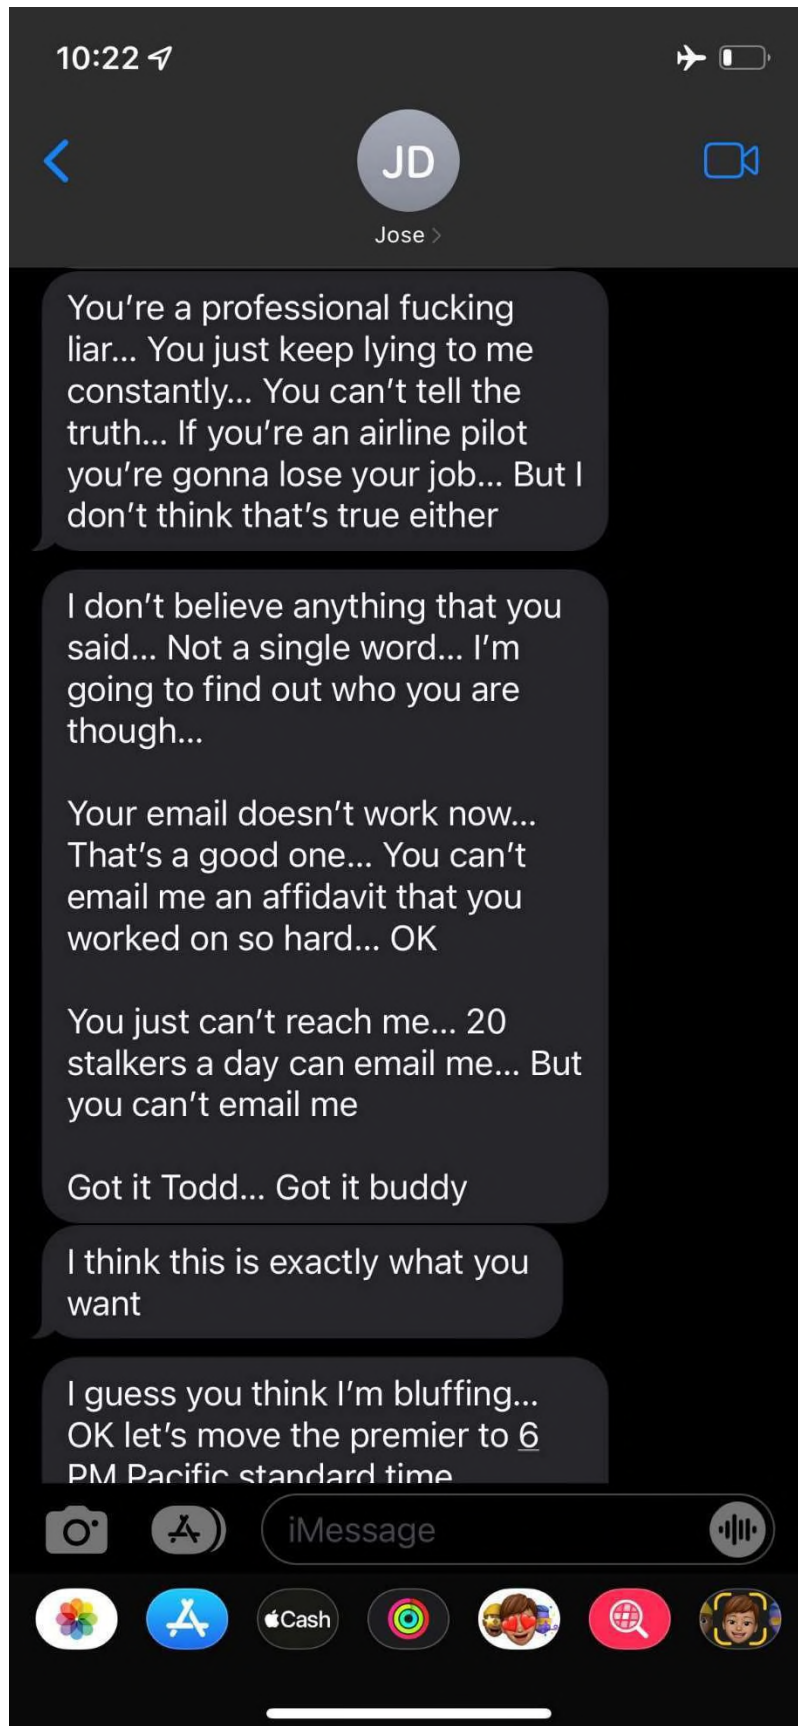 10:22
JD
Jose
You're a professional fucking
liar... You just keep lying to me
constantly... You can't tell the
truth... If you're an airline pilot
you're gonna lose your job... But I
don't think that's true either
I don't believe anything that you
said... Not a single word... I'm
going to find out who you are
though...
Your email doesn't work now...
That's a good one... You can't
email me an affidavit that you
worked on so hard... OK
You just can't reach me... 20
stalkers a day can email me... But
you can't email me
Got it Todd... Got it buddy
I think this is exactly what you
want
I guess you think I'm bluffing...
OK let's move the premier to 6
PM Pacific standard time
iMessage
Cash